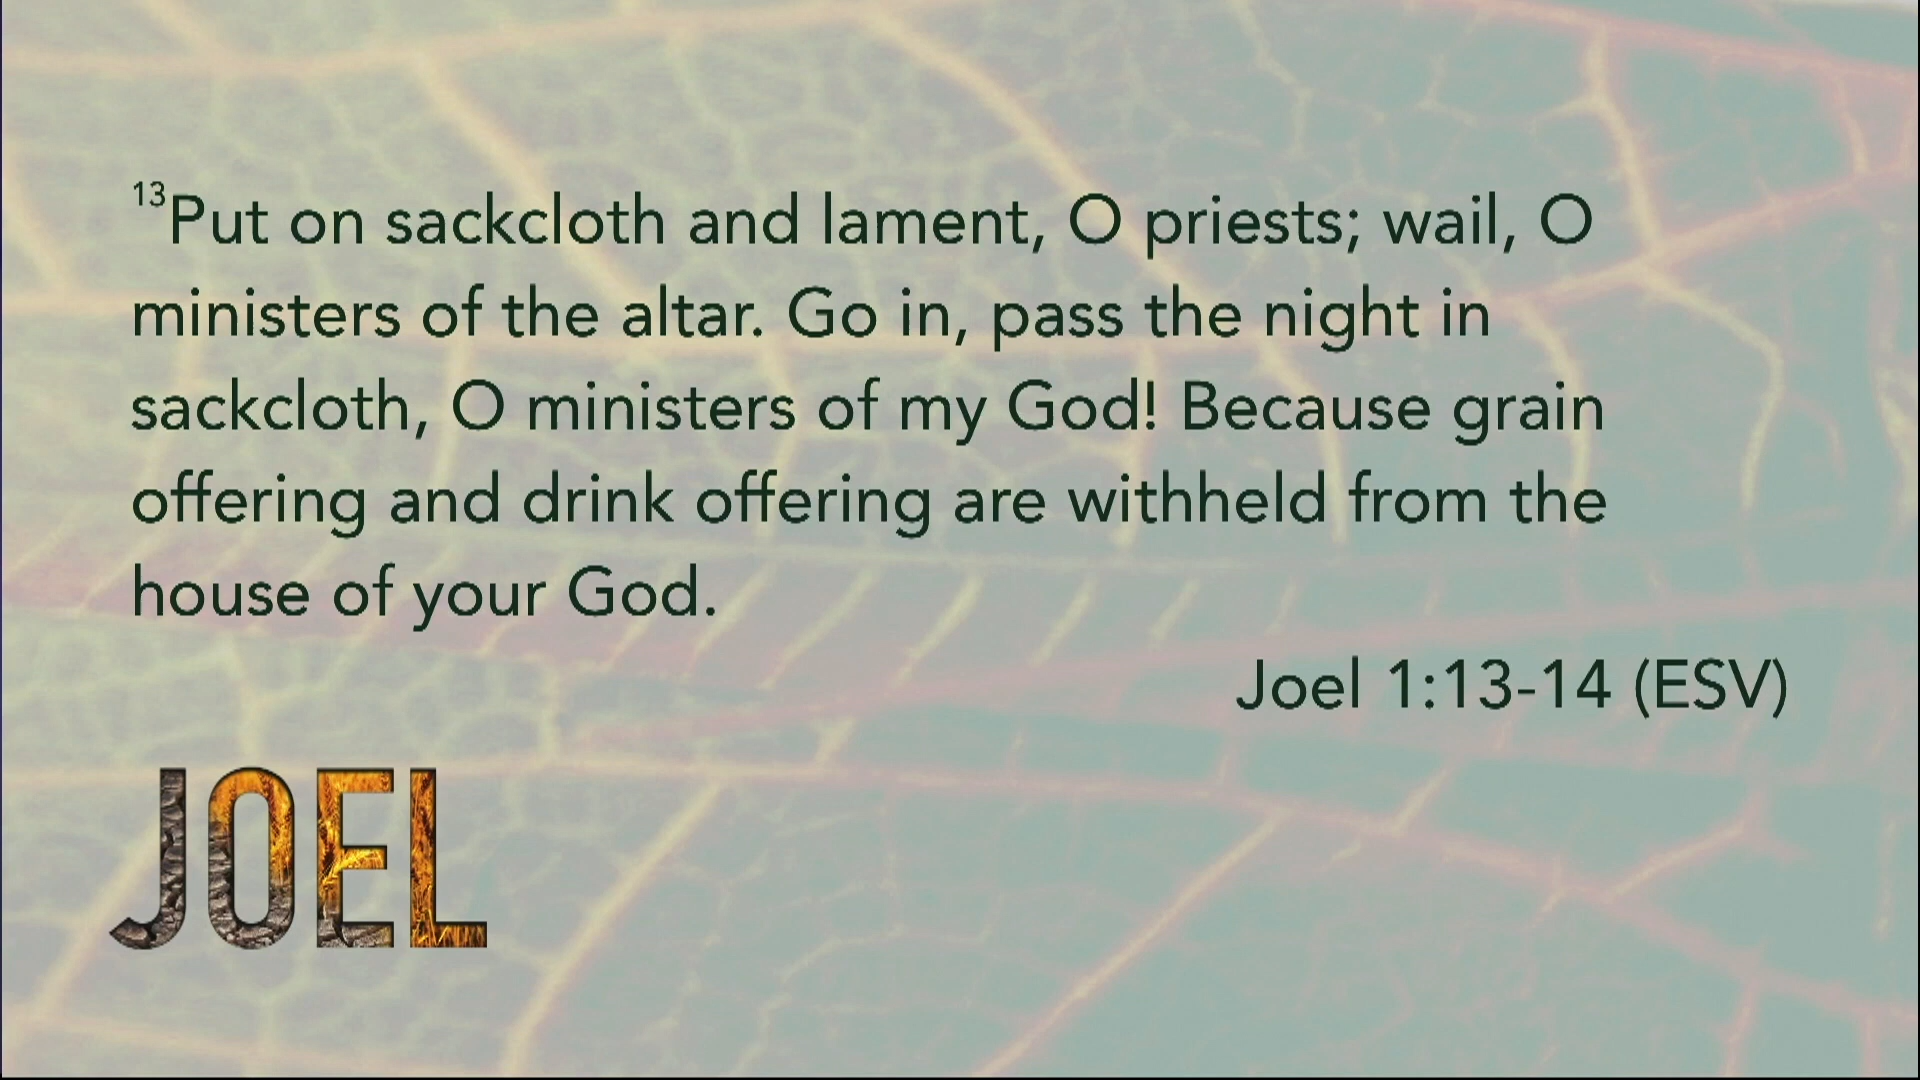 13Put on sackcloth and lament, O priests; wail, O
ministers of the altar. Go in, pass the night in
sackcloth, O ministers of my God! Because grain
offering and drink offering are withheld from the
house of your God.
Joel 1:13-14 (ESV)
JOEL